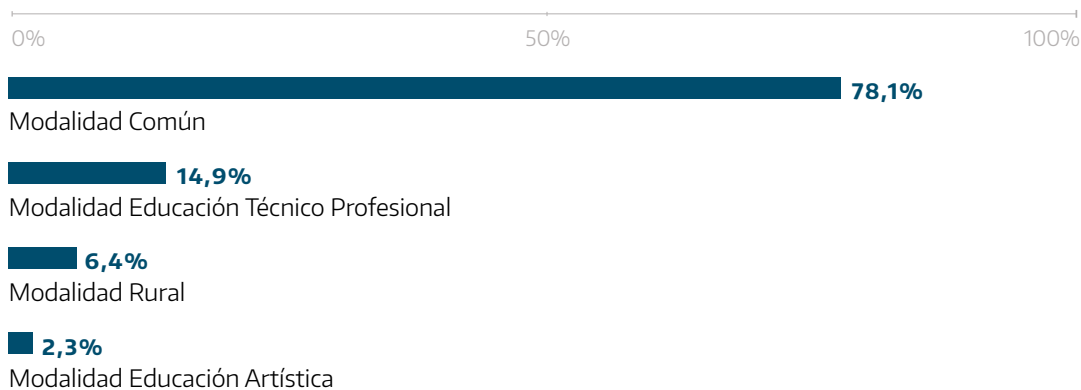 0% 50% 100%
78,1%
Modalidad Común
14,9%
Modalidad Educación Técnico Profesional
6,4%
Modalidad Rural
2,3%
Modalidad Educación Artística